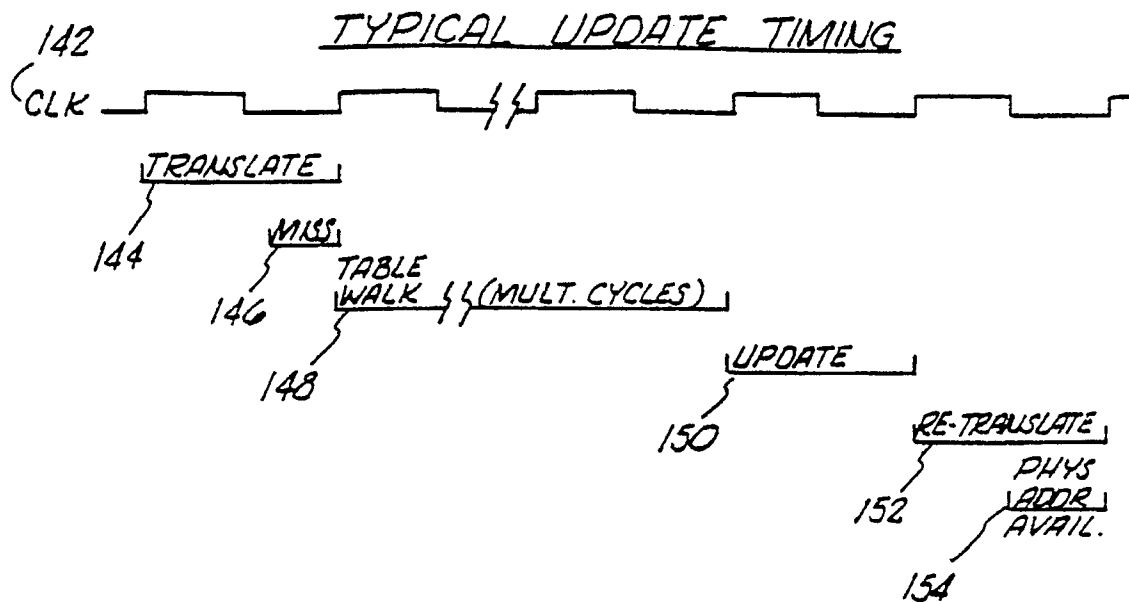 142
TYPICAL UPDATE TIMING
CLK
TRANSLATE
144
MISS
146
TABLE
WALK (MULT. CYCLES)
148
UPDATE
150
RE-TRANSLATE
152
PHYS
ADDR
AVAIL.
154